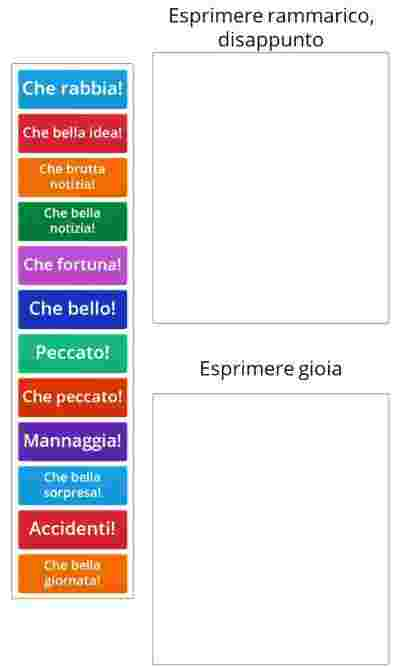 Esprimere rammarico,
disappunto
Che rabbia!
Che bella idea!
Che brutta
notizia!
Che bella
notizia!
Che fortuna!
Che bello!
Peccato!
Che peccato!
Mannaggia!
Che bella
sorpresa!
Accidenti!
Che bella
giornata!
Esprimere gioia